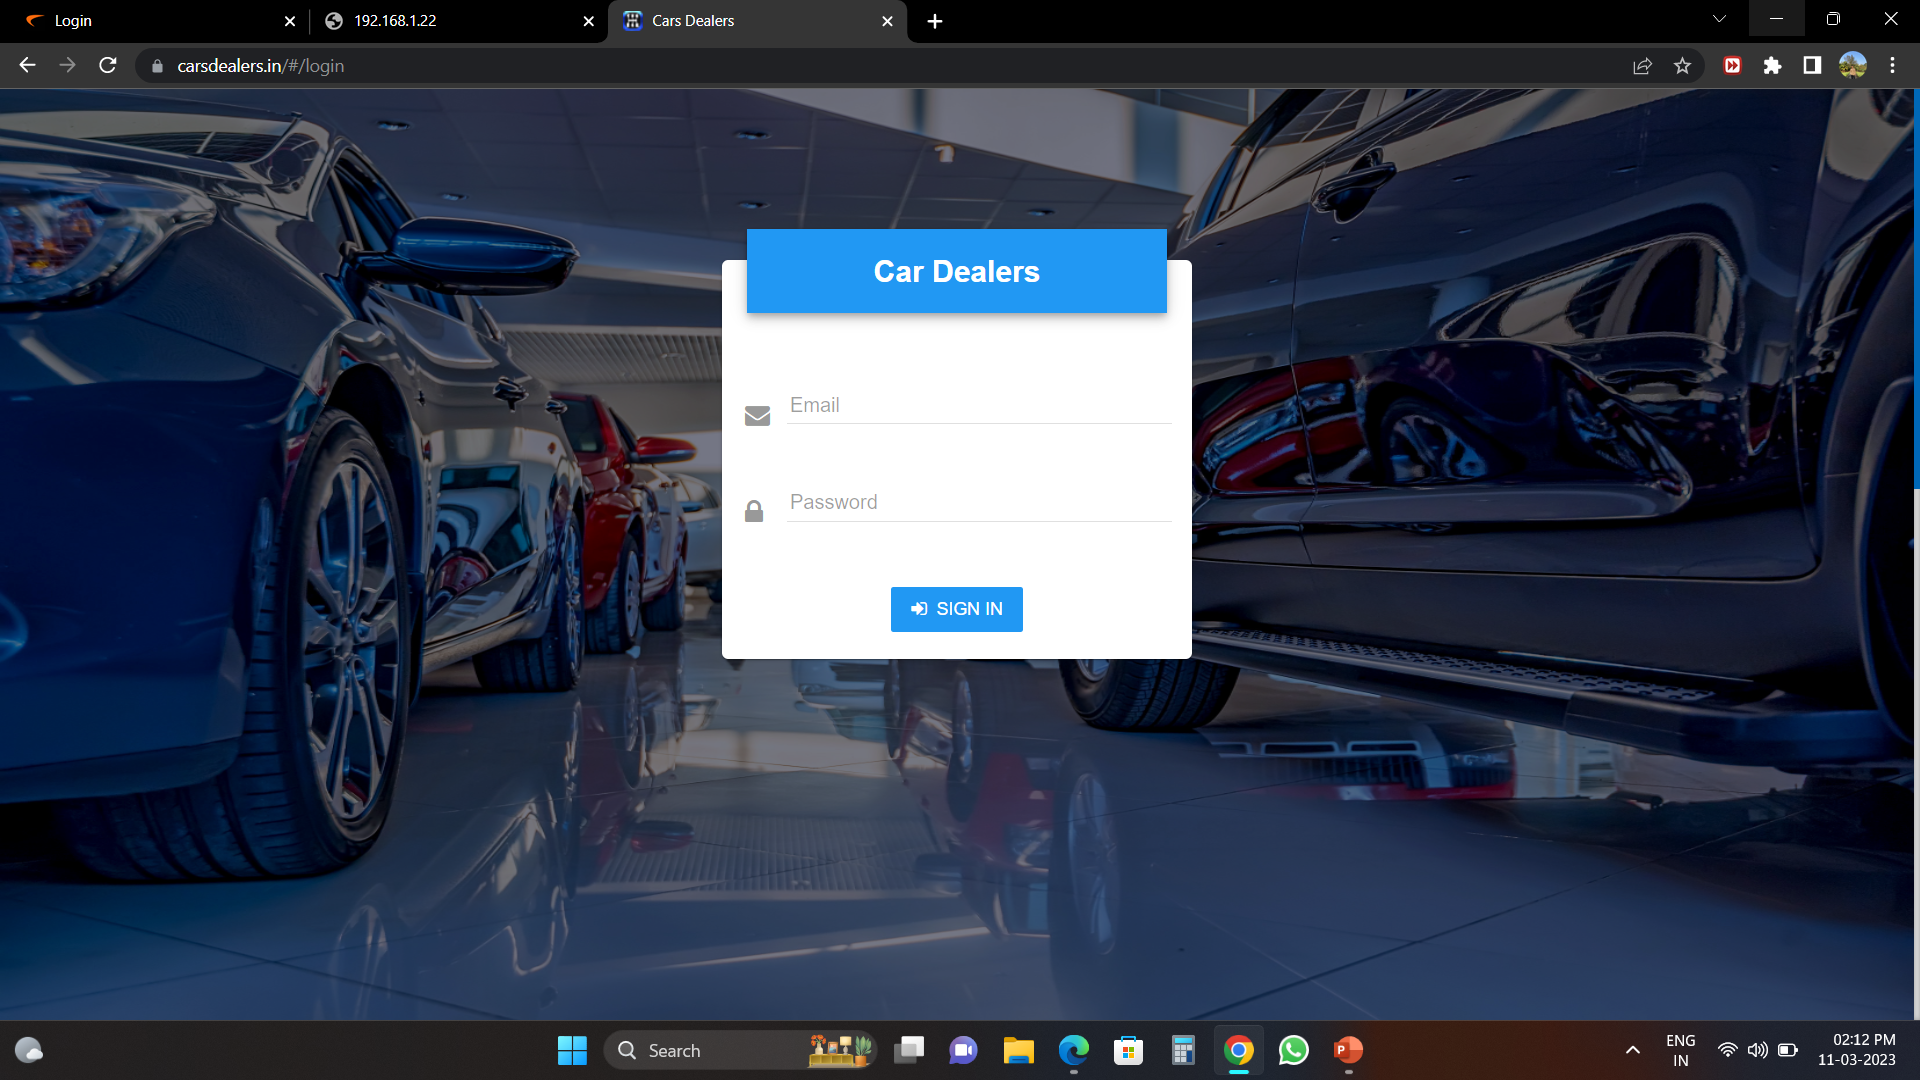 Login
192.168.1.22
Cars Dealers
carsdealers.in/#/login
Car Dealers
Email
Password
SIGN IN
Search
ENG
IN
02:12 PM
11-03-2023